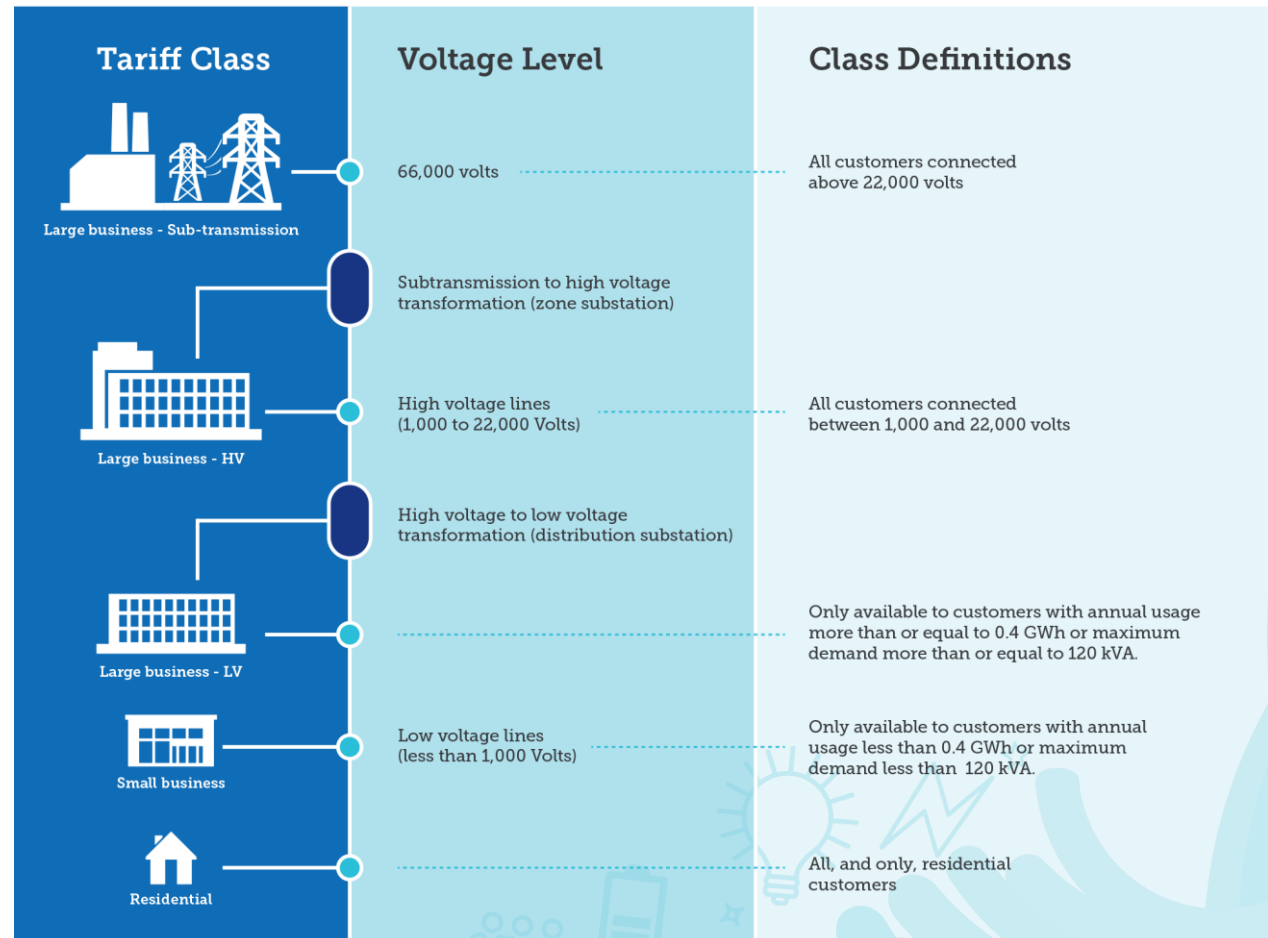 Tariff Class
Voltage Level
Class Definitions
Large business - Sub-transmission
66,000 volts
All customers connected
above 22,000 volts
Subtransmission to high voltage
transformation (zone substation)
Large business - HV
High voltage lines
(1,000 to 22,000 Volts)
All customers connected
between 1,000 and 22,000 volts
High voltage to low voltage
transformation (distribution substation)
Large business - LV
Only available to customers with annual usage
more than or equal to 0.4 GWh or maximum
demand more than or equal to 120 kVA.
Small business
Low voltage lines
(less than 1,000 Volts)
Only available to customers with annual
usage less than 0.4 GWh or maximum
demand less than  120 kVA.
Residential
All, and only, residential
customers